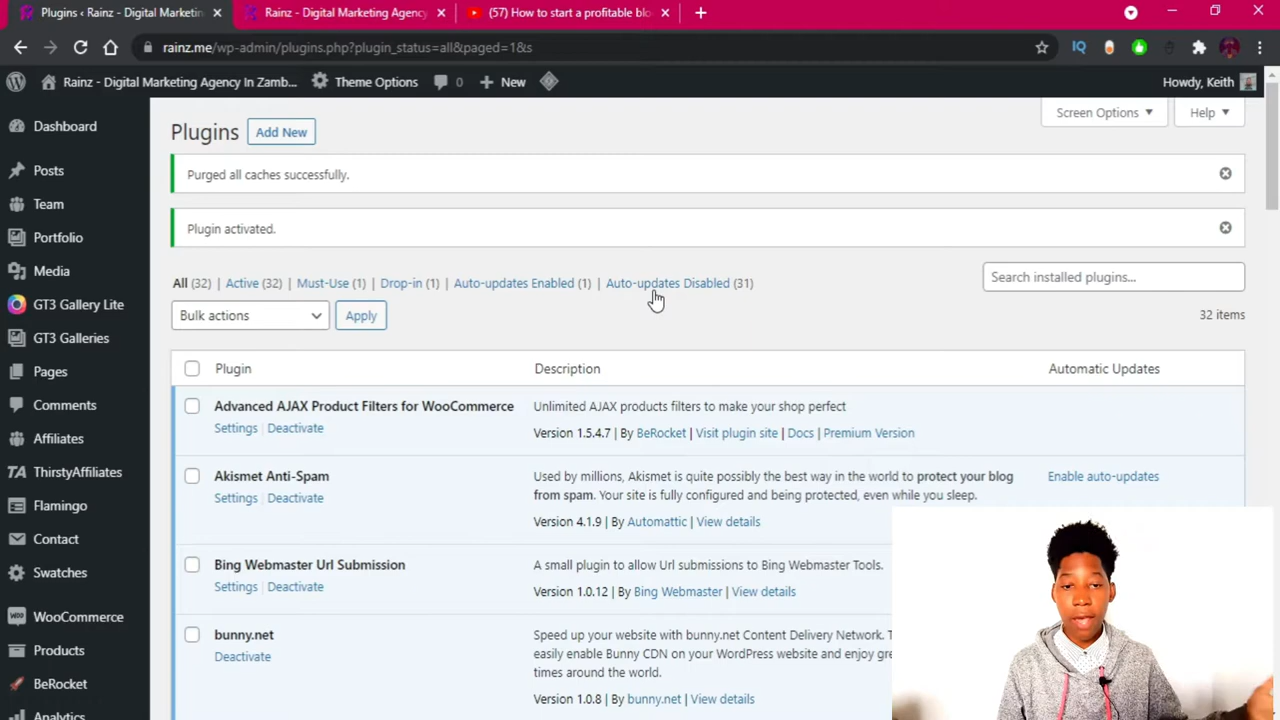 Plugins ‹ Rainz - Digital Marketin
Rainz - Digital Marketing Agency
(57) How to start a profitable blo
rainz.me/wp-admin/plugins.php?plugin_status=all&paged=1&s
Rainz - Digital Marketing Agency In Zamb...
Theme Options
0
New
Howdy, Keith
Dashboard
Posts
Team
Portfolio
Media
GT3 Gallery Lite
GT3 Galleries
Pages
Comments
Affiliates
ThirstyAffiliates
Flamingo
Contact
Swatches
WooCommerce
Products
BeRocket
Analytics
Screen Options
Help
Plugins
Add New
Purged all caches successfully.
Plugin activated.
All (32) | Active (32) | Must-Use (1) | Drop-in (1) | Auto-updates Enabled (1) | Auto-updates Disabled (31)
Search installed plugins...
Bulk actions
Apply
32 items
Plugin Description Automatic Updates
Advanced AJAX Product Filters for WooCommerce
Settings | Deactivate
Unlimited AJAX products filters to make your shop perfect
Version 1.5.4.7 | By BeRocket | Visit plugin site | Docs | Premium Version
Akismet Anti-Spam
Settings | Deactivate
Used by millions, Akismet is quite possibly the best way in the world to protect your blog
from spam. Your site is fully configured and being protected, even while you sleep.
Version 4.1.9 | By Automattic | View details
Enable auto-updates
Bing Webmaster Url Submission
Settings | Deactivate
A small plugin to allow Url submissions to Bing Webmaster Tools.
Version 1.0.12 | By Bing Webmaster | View details
bunny.net
Deactivate
Speed up your website with bunny.net Content Delivery Network.
easily enable Bunny CDN on your WordPress website and enjoy
times around the world.
Version 1.0.8 | By bunny.net | View details